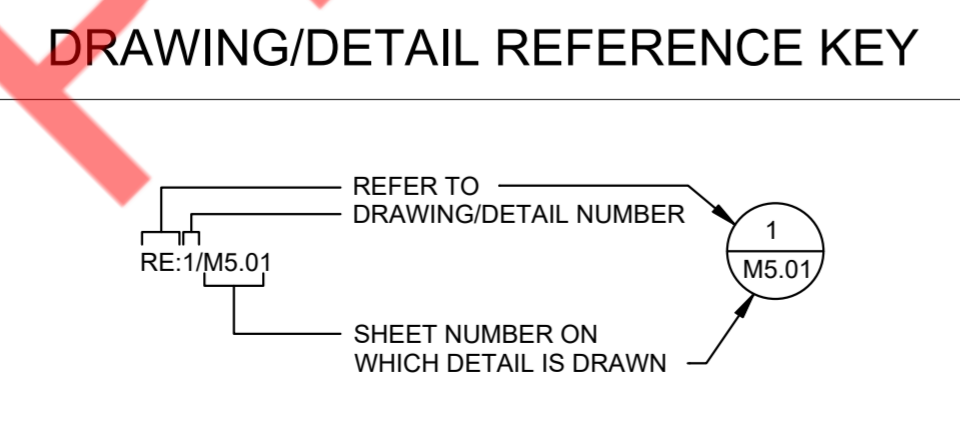 DRAWING/DETAIL REFERENCE KEY
REFER TO
DRAWING/DETAIL NUMBER
1
RE:1/M5.01
M5.01
SHEET NUMBER ON
WHICH DETAIL IS DRAWN